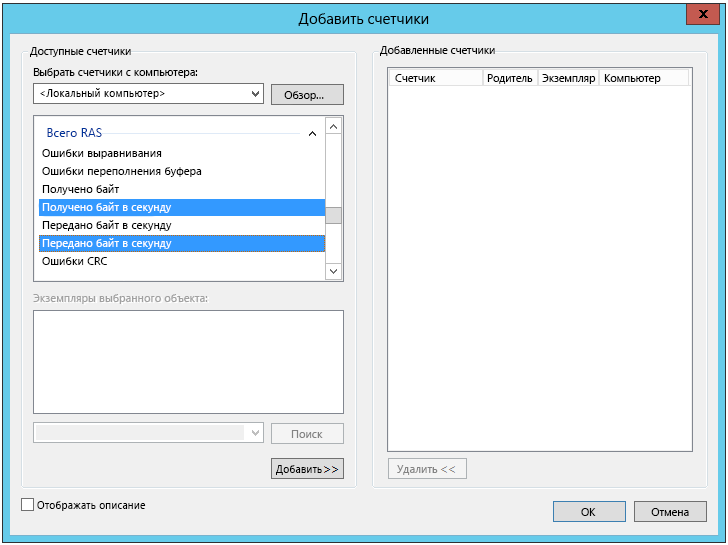 Добавить счетчики
x
Доступные счетчики
Выбрать счетчики с компьютера:
<Локальный компьютер>
Обзор...
Всего RAS
Ошибки выравнивания
Ошибки переполнения буфера
Получено байт
Получено байт в секунду
Передано байт в секунду
Передано байт в секунду
Ошибки CRC
Экземпляры выбранного объекта:
Поиск
Добавить>>
Отображать описание
Добавленные счетчики
Счетчик Родитель Экземпляр Компьютер
Удалить <<
ОК Отмена